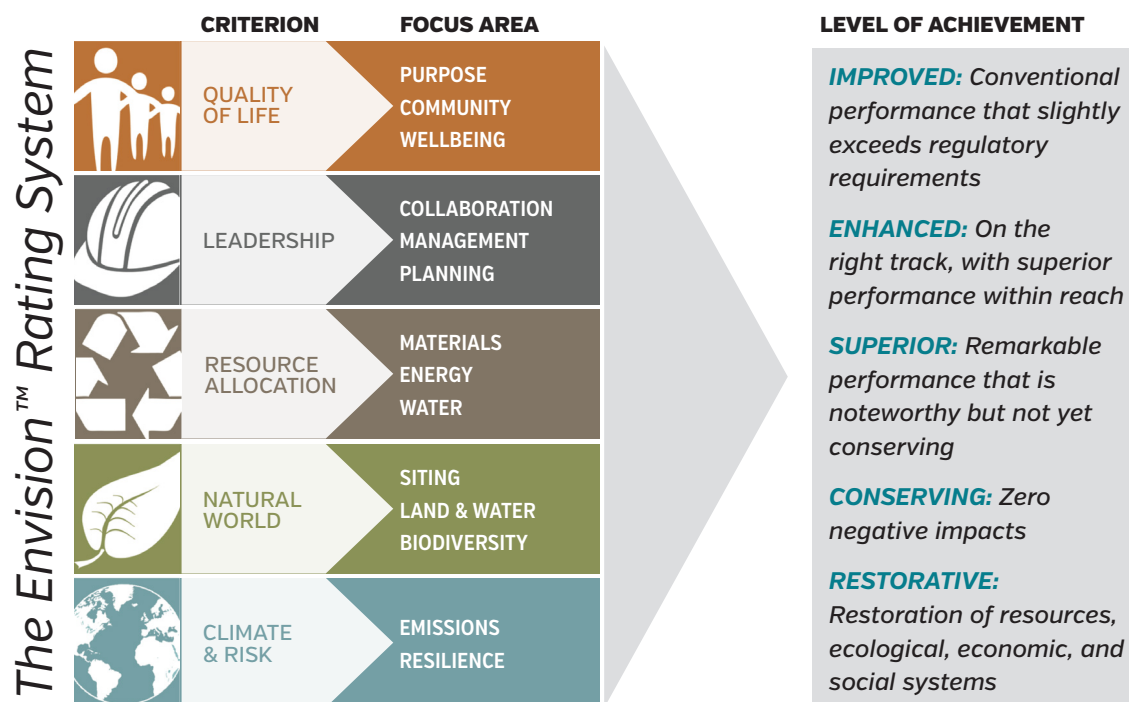 The Envision™ Rating System
CRITERION
FOCUS AREA
QUALITY
OF LIFE
PURPOSE
COMMUNITY
WELLBEING
LEADERSHIP
COLLABORATION
MANAGEMENT
PLANNING
RESOURCE
ALLOCATION
MATERIALS
ENERGY
WATER
NATURAL
WORLD
SITING
LAND & WATER
BIODIVERSITY
CLIMATE
& RISK
EMISSIONS
RESILIENCE
LEVEL OF ACHIEVEMENT
IMPROVED: Conventional
performance that slightly
exceeds regulatory
requirements
ENHANCED: On the
right track, with superior
performance within reach
SUPERIOR: Remarkable
performance that is
noteworthy but not yet
conserving
CONSERVING: Zero
negative impacts
RESTORATIVE:
Restoration of resources,
ecological, economic, and
social systems